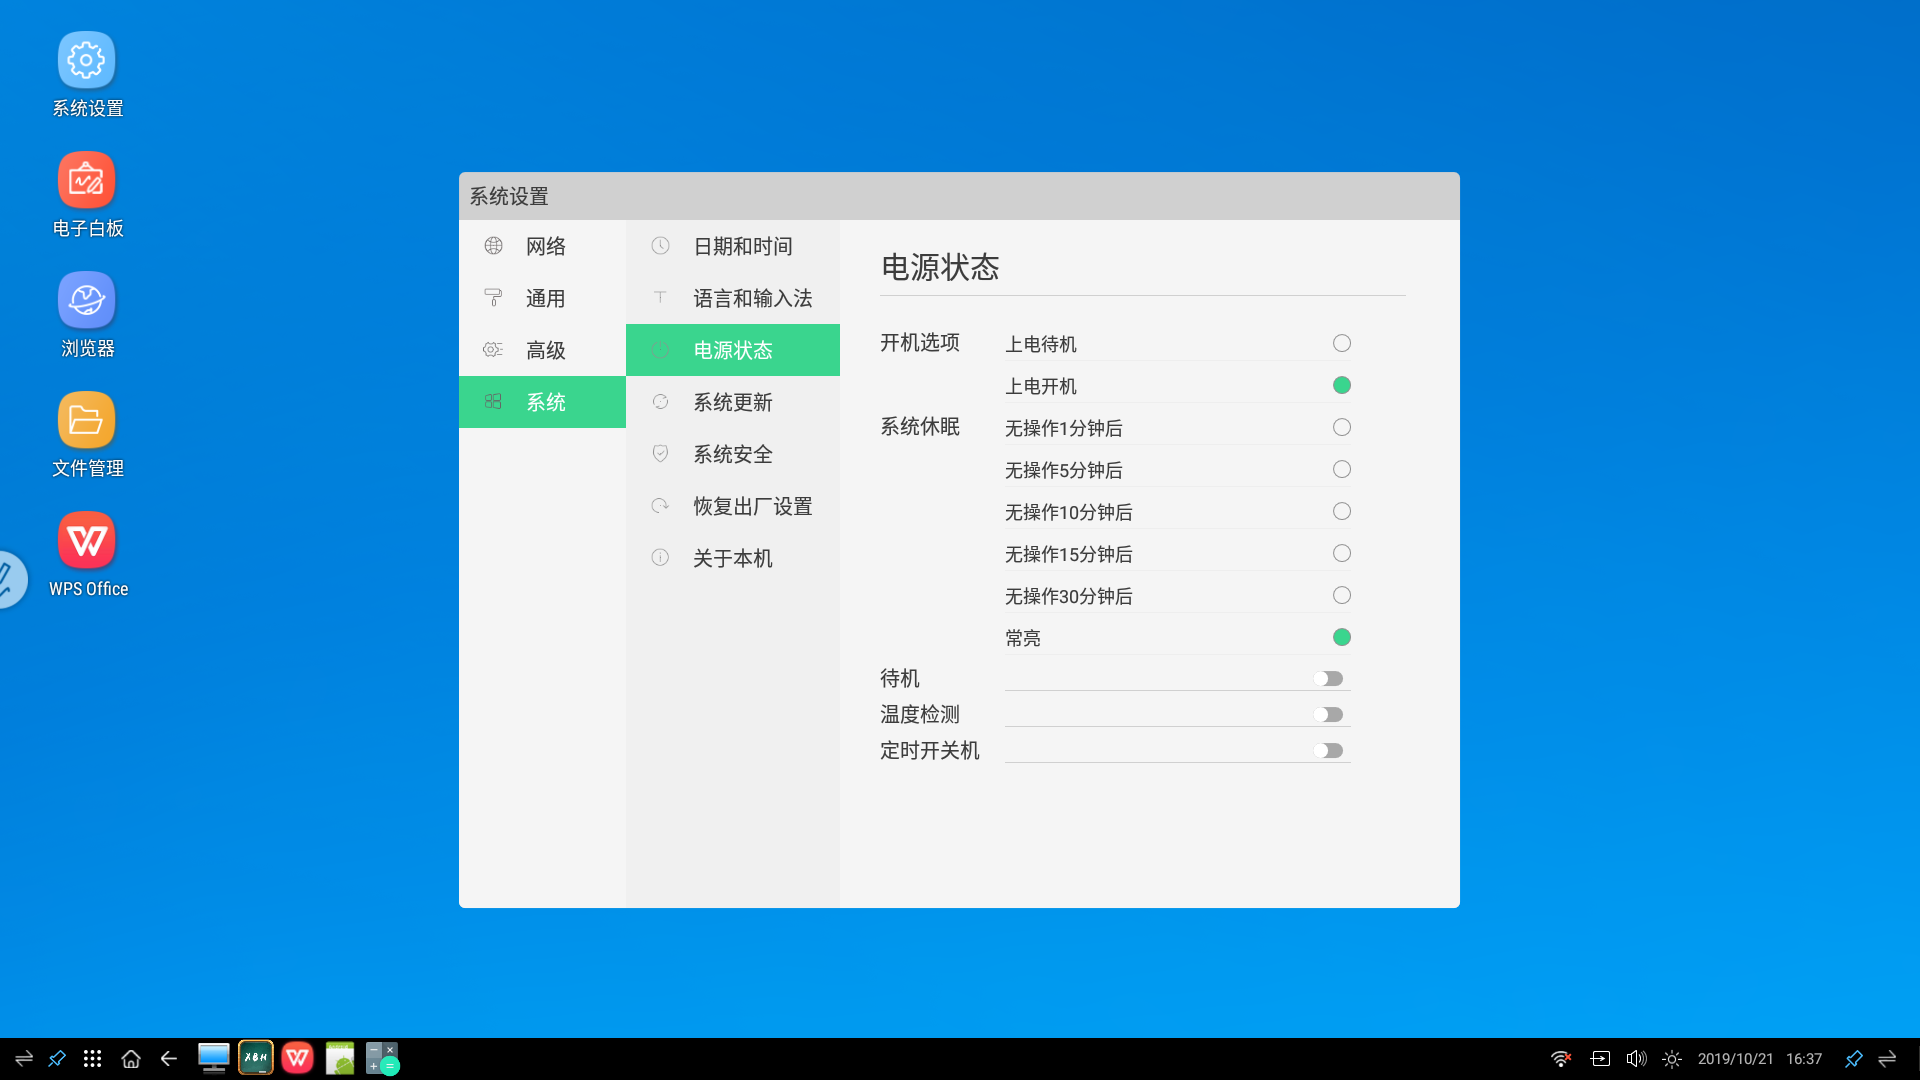 系统设置
电子白板
浏览器
文件管理
WPS Office
系统设置
网络
通用
高级
系统
日期和时间
语言和输入法
电源状态
系统更新
系统安全
恢复出厂设置
关于本机
电源状态
开机选项
上电待机
上电开机
系统休眠
无操作1分钟后
无操作5分钟后
无操作10分钟后
无操作15分钟后
无操作30分钟后
常亮
待机
温度检测
定时开关机
XBH
2019/10/21 16:37